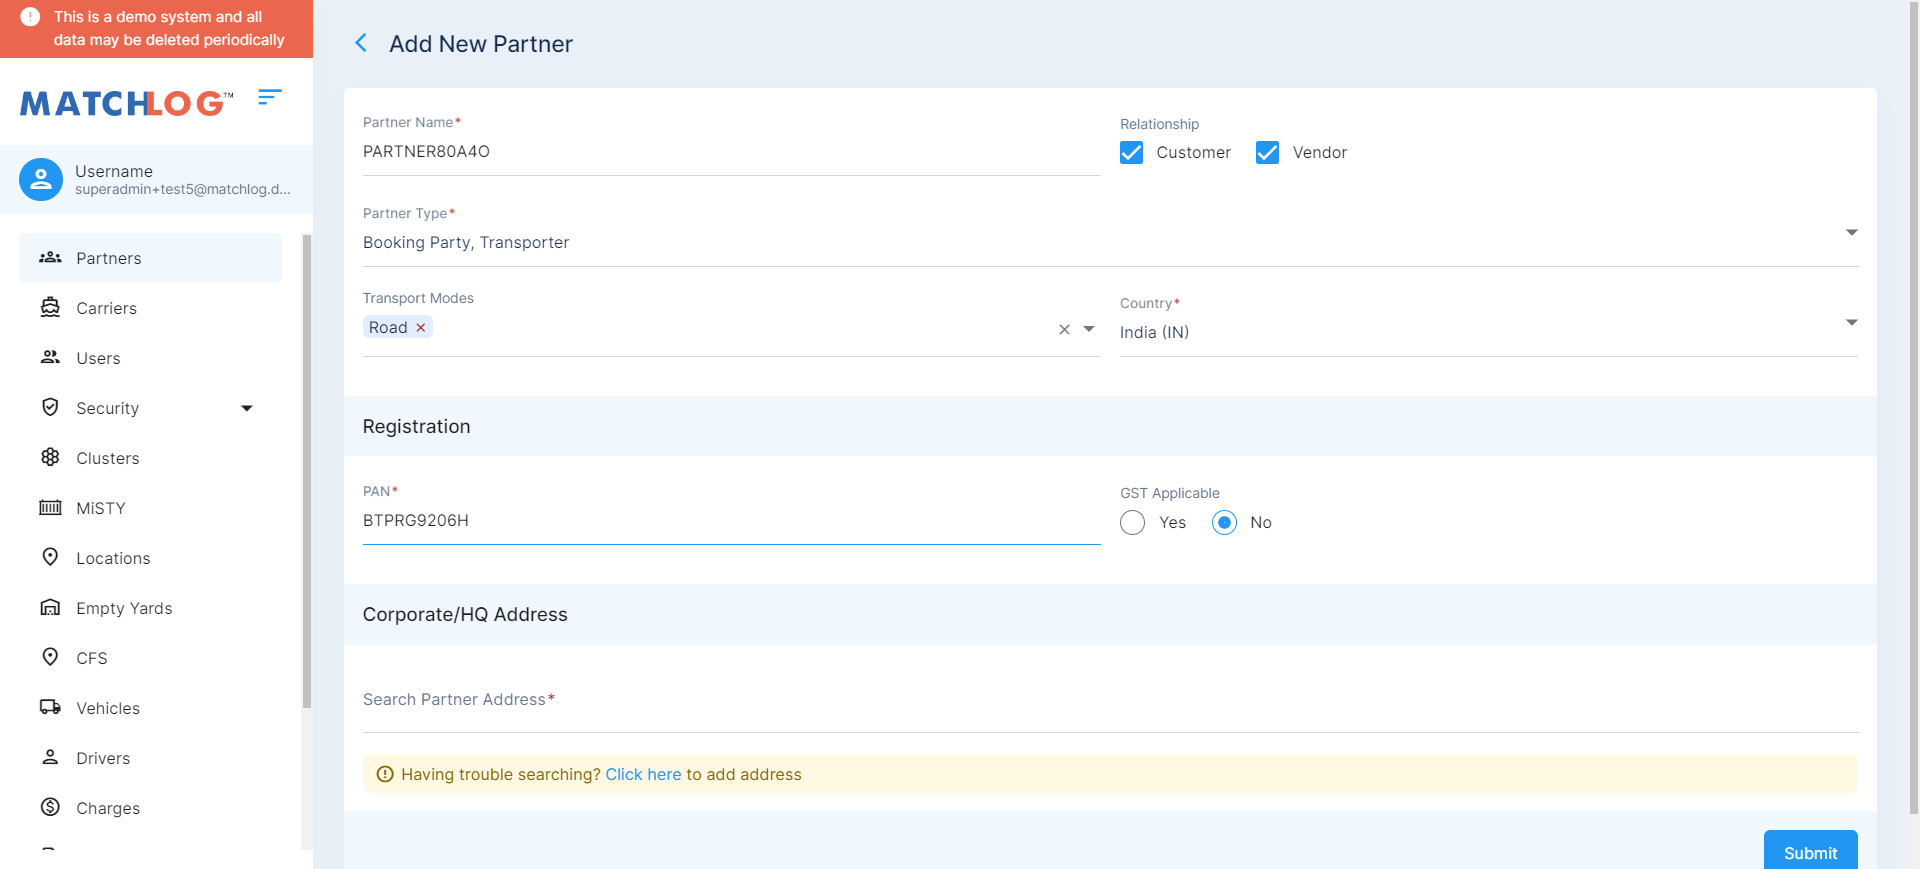 This is a demo system and all
data may be deleted periodically
MATCHLOG™
Username
superadmin+test5@matchlog.d...
Partners
Carriers
Users
Security
Clusters
MiSTY
Locations
Empty Yards
CFS
Vehicles
Drivers
Charges
Add New Partner
Partner Name*
PARTNER80A4O
Relationship
Customer
Vendor
Partner Type*
Booking Party, Transporter
Transport Modes
Road
Country*
India (IN)
Registration
PAN*
BTPRG9206H
GST Applicable
Yes
No
Corporate/HQ Address
Search Partner Address*
Having trouble searching? Click here to add address
Submit